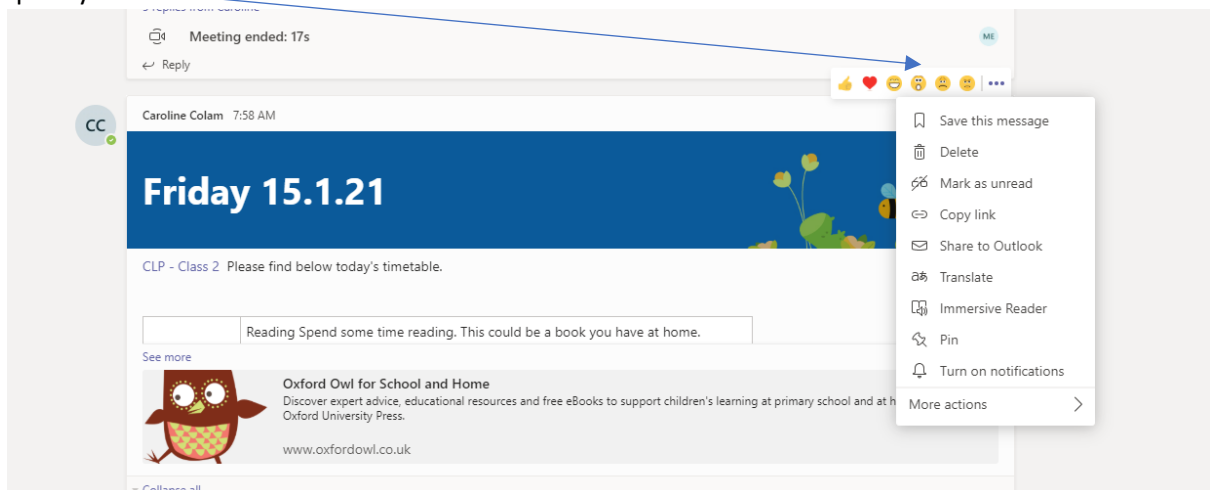 Meeting ended: 17s
ME
Reply
CC
Caroline Colam 7:58 AM
Friday 15.1.21
CLP - Class 2 Please find below today's timetable.
Reading Spend some time reading. This could be a book you have at home.
See more
Oxford Owl for School and Home
Discover expert advice, educational resources and free eBooks to support children's learning at primary school and at
Oxford University Press.
www.oxfordowl.co.uk
Collapse all
Save this message
Delete
Mark as unread
Copy link
Share to Outlook
Translate
Immersive Reader
Pin
Turn on notifications
More actions